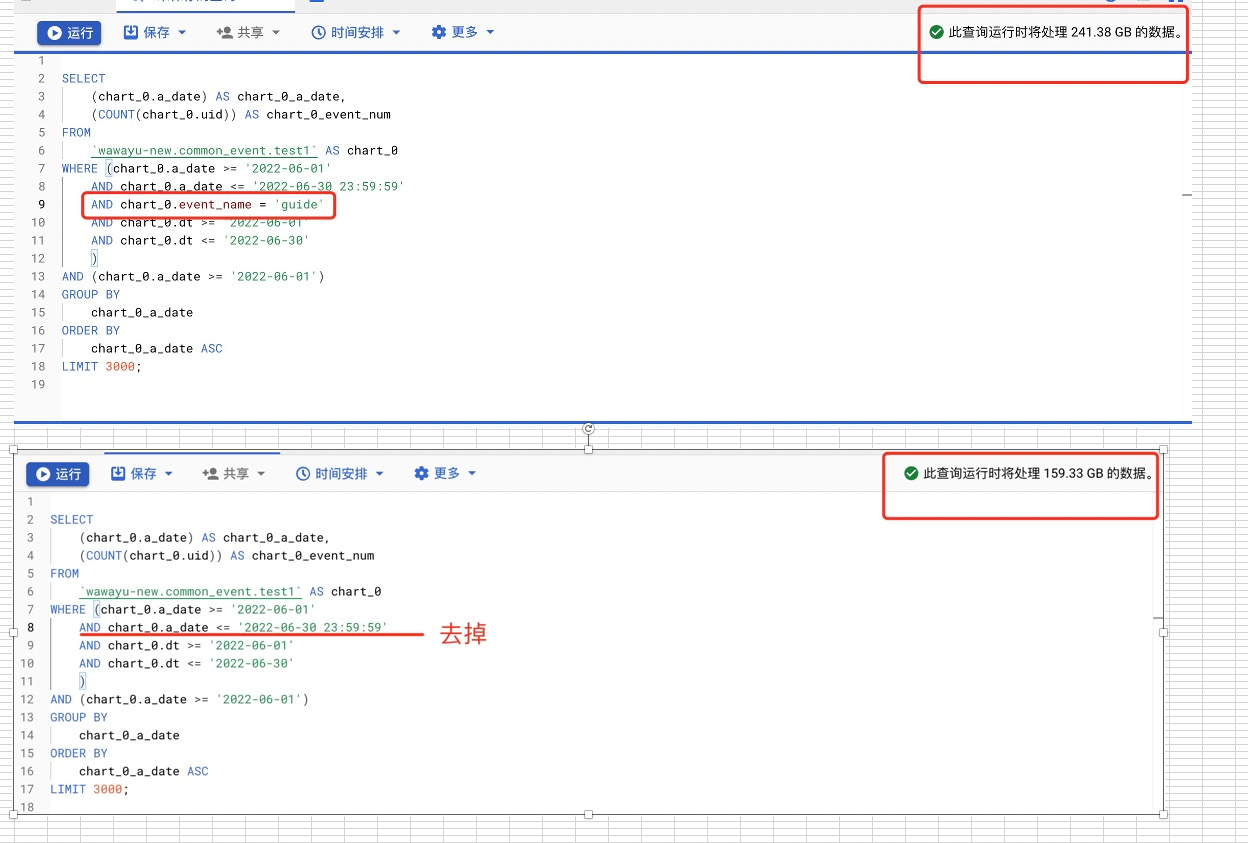 运行 保存 共享 时间安排 更多 此查询运行时将处理 241.38 GB 的数据。
1
2 SELECT
3 (chart_0.a_date) AS chart_0_a_date,
4 (COUNT(chart_0.uid)) AS chart_0_event_num
5 FROM
6 `wawayu-new.common_event.test1` AS chart_0
7 WHERE (chart_0.a_date >= '2022-06-01'
8 AND chart_0.a_date <= '2022-06-30 23:59:59'
9 AND chart_0.event_name = 'guide'
10 AND chart_0.dt >= '2022-06-01'
11 AND chart_0.dt <= '2022-06-30'
12 )
13 AND (chart_0.a_date >= '2022-06-01')
14 GROUP BY
15 chart_0_a_date
16 ORDER BY
17 chart_0_a_date ASC
18 LIMIT 3000;
19
运行 保存 共享 时间安排 更多 此查询运行时将处理 159.33 GB 的数据。
1
2 SELECT
3 (chart_0.a_date) AS chart_0_a_date,
4 (COUNT(chart_0.uid)) AS chart_0_event_num
5 FROM
6 `wawayu-new.common_event.test1` AS chart_0
7 WHERE (chart_0.a_date >= '2022-06-01'
8 AND chart_0.a_date <= '2022-06-30 23:59:59' 去掉
9 AND chart_0.dt >= '2022-06-01'
10 AND chart_0.dt <= '2022-06-30'
11 )
12 AND (chart_0.a_date >= '2022-06-01')
13 GROUP BY
14 chart_0_a_date
15 ORDER BY
16 chart_0_a_date ASC
17 LIMIT 3000;
18